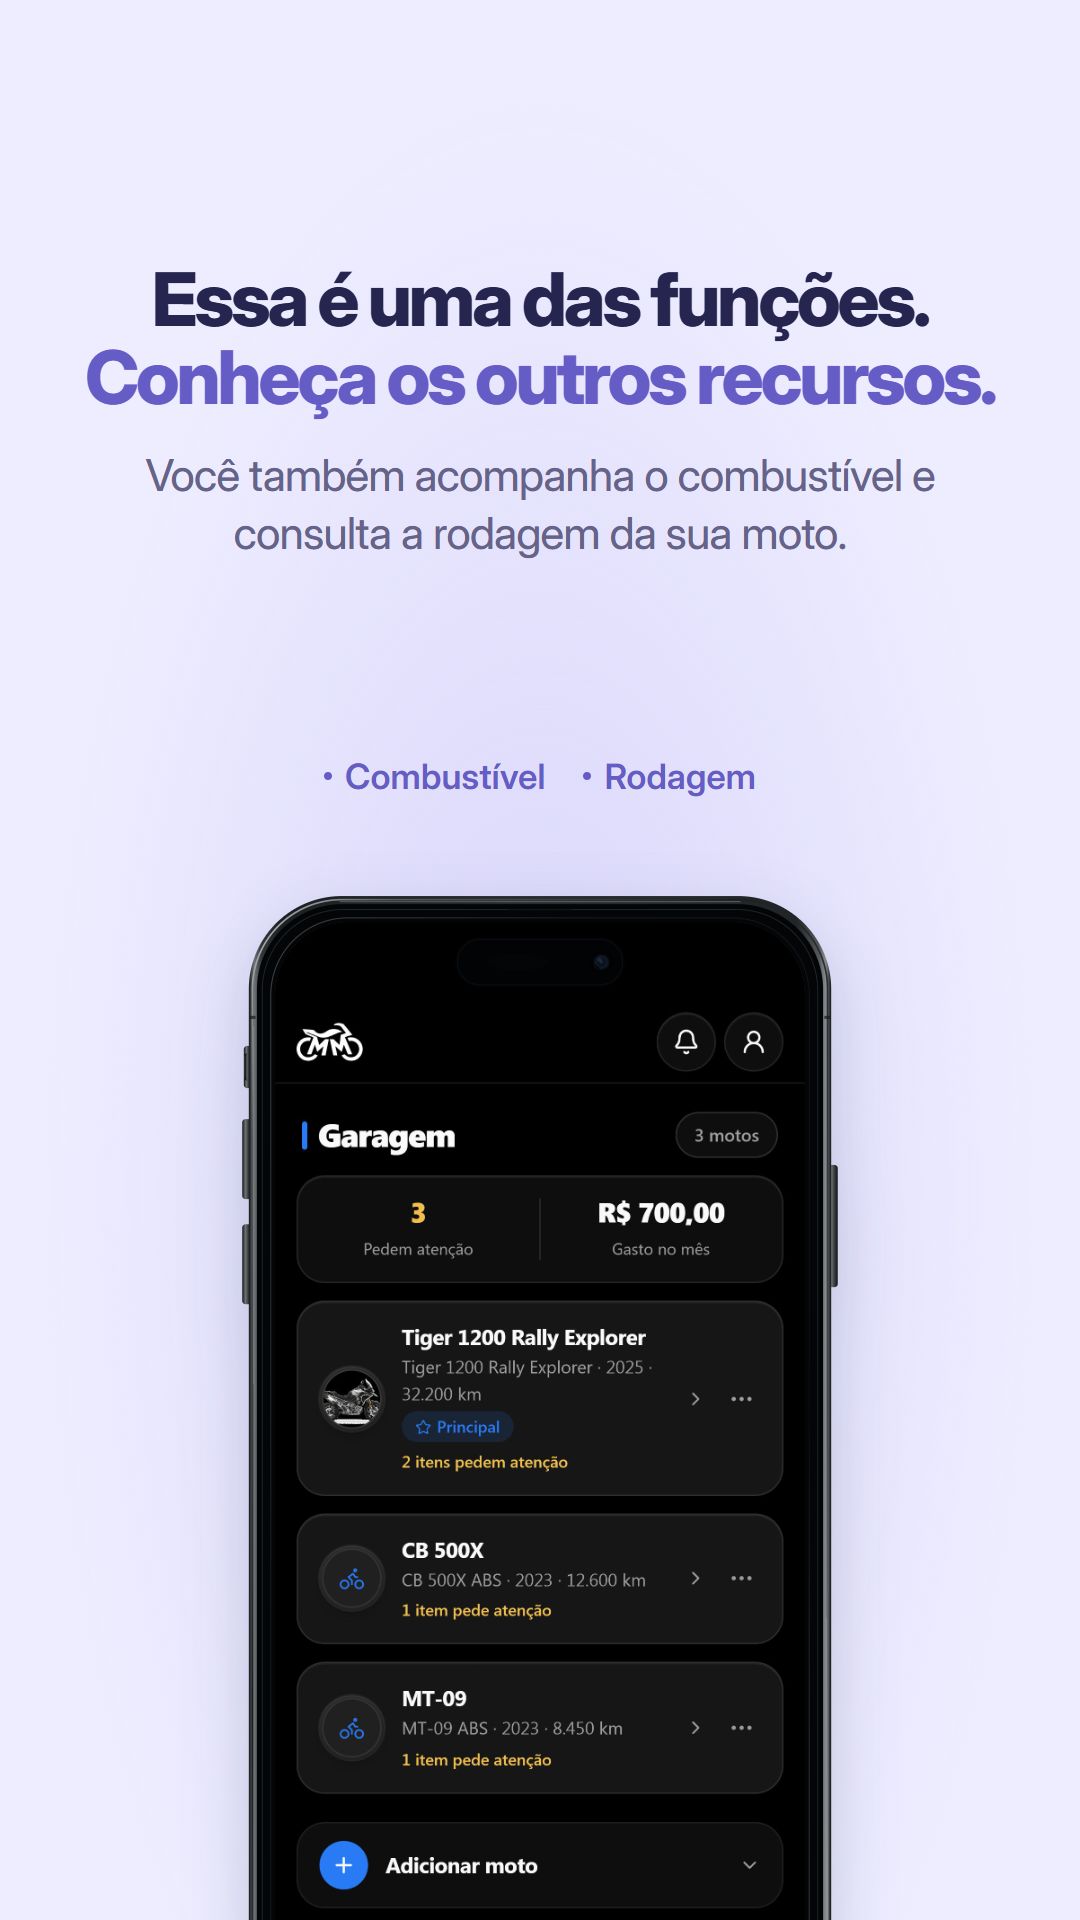 Essa é uma das funções.
Conheça os outros recursos.
Você também acompanha o combustível e
consulta a rodagem da sua moto.
• Combustível • Rodagem
MM
Garagem
3 motos
3
Pedem atenção
R$ 700,00
Gasto no mês
Tiger 1200 Rally Explorer
Tiger 1200 Rally Explorer · 2025 ·
32.200 km
Principal
2 itens pedem atenção
CB 500X
CB 500X ABS · 2023 · 12.600 km
1 item pede atenção
MT-09
MT-09 ABS · 2023 · 8.450 km
1 item pede atenção
Adicionar moto